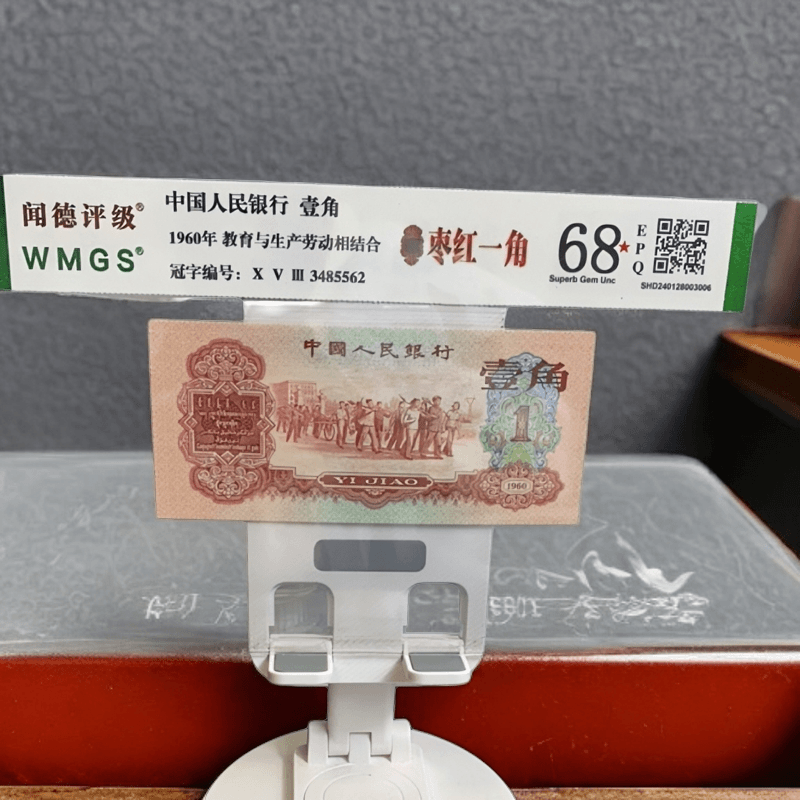 闻德评级®
WMGS®
中国人民银行 壹角
1960年 教育与生产劳动相结合
冠字编号: X V Ⅲ 3485562
枣红一角
68★
EPQ
Superb Gem Unc
SHD240128003006
中國人民銀行
壹角
1
YI JIAO
1960